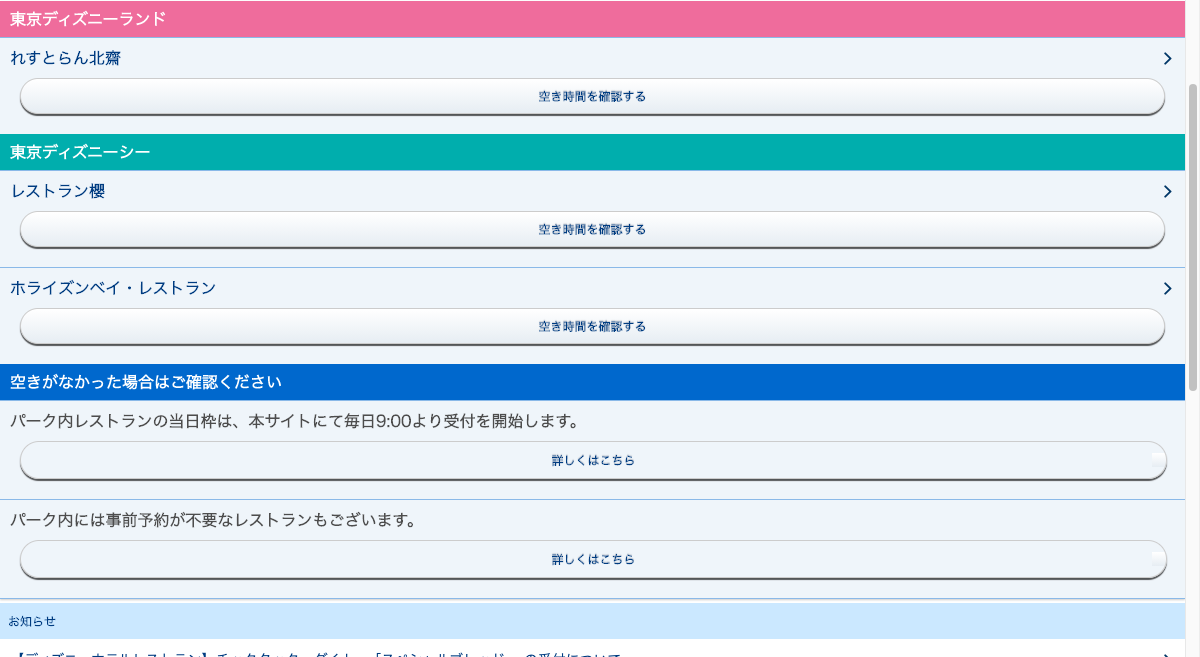 東京ディズニーランド
れすとらん北齋
空き時間を確認する
東京ディズニーシー
レストラン櫻
空き時間を確認する
ホライズンベイ・レストラン
空き時間を確認する
空きがなかった場合はご確認ください
パーク内レストランの当日枠は、本サイトにて毎日9:00より受付を開始します。
詳しくはこちら
パーク内には事前予約が不要なレストランもございます。
詳しくはこちら
お知らせ